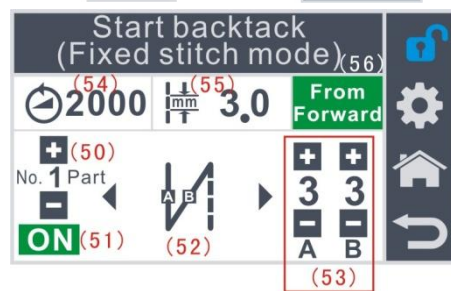 Start backtack
(Fixed stitch mode)(56)
(54) (55)
2000 mm 3.0 From
Forward
+ (50) + +
No. 1 Part A B 3 3
− − −
ON (51) (52) A B
(53)